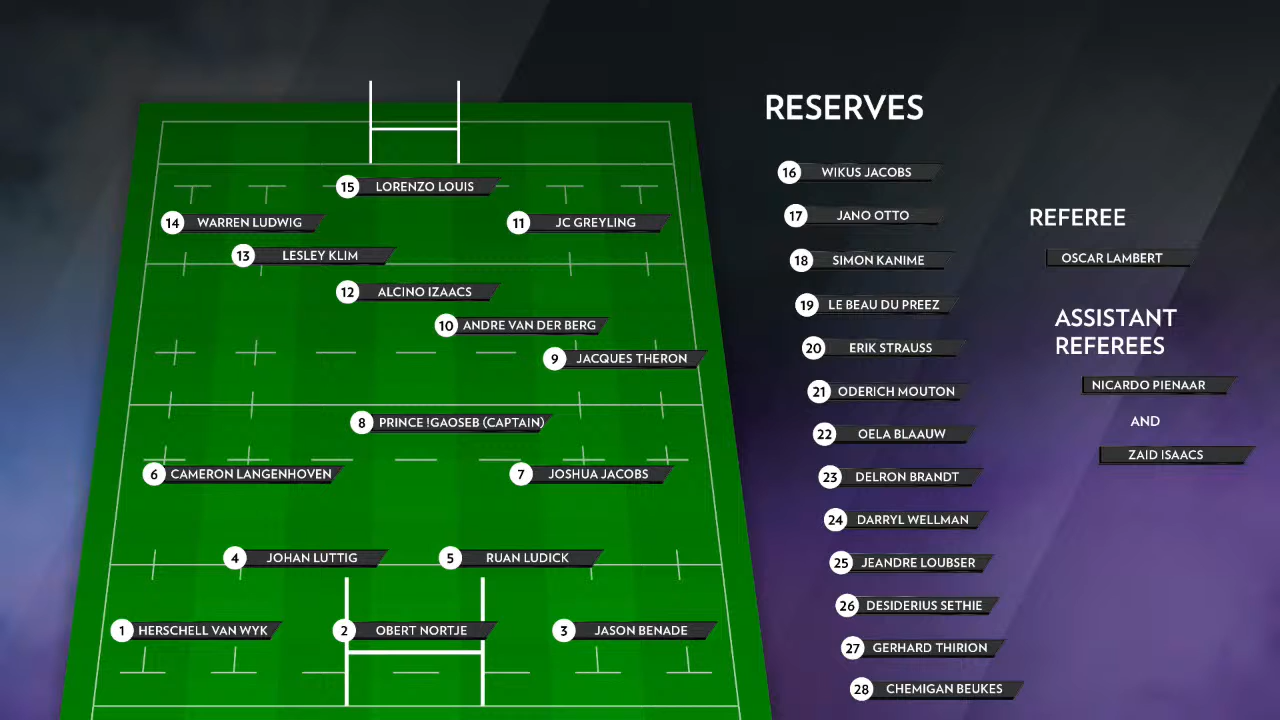 15 LORENZO LOUIS
14 WARREN LUDWIG
11 JC GREYLING
13 LESLEY KLIM
12 ALCINO IZAACS
10 ANDRE VAN DER BERG
9 JACQUES THERON
8 PRINCE !GAOSEB (CAPTAIN)
6 CAMERON LANGENHOVEN
7 JOSHUA JACOBS
4 JOHAN LUTTIG
5 RUAN LUDICK
1 HERSCHELL VAN WYK
2 OBERT NORTJE
3 JASON BENADE
RESERVES
16 WIKUS JACOBS
17 JANO OTTO
18 SIMON KANIME
19 LE BEAU DU PREEZ
20 ERIK STRAUSS
21 ODERICH MOUTON
22 OELA BLAAUW
23 DELRON BRANDT
24 DARRYL WELLMAN
25 JEANDRE LOUBSER
26 DESIDERIUS SETHIE
27 GERHARD THIRION
28 CHEMIGAN BEUKES
REFEREE
OSCAR LAMBERT
ASSISTANT
REFEREES
NICARDO PIENAAR
AND
ZAID ISAACS